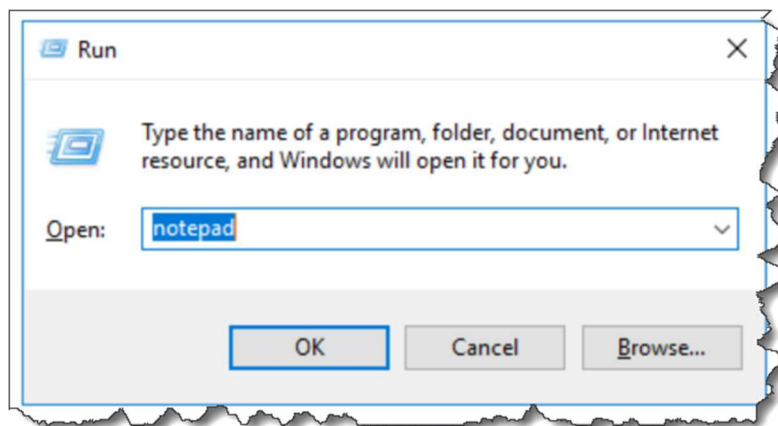 Run
Type the name of a program, folder, document, or Internet
resource, and Windows will open it for you.
Open: notepad
OK Cancel Browse...